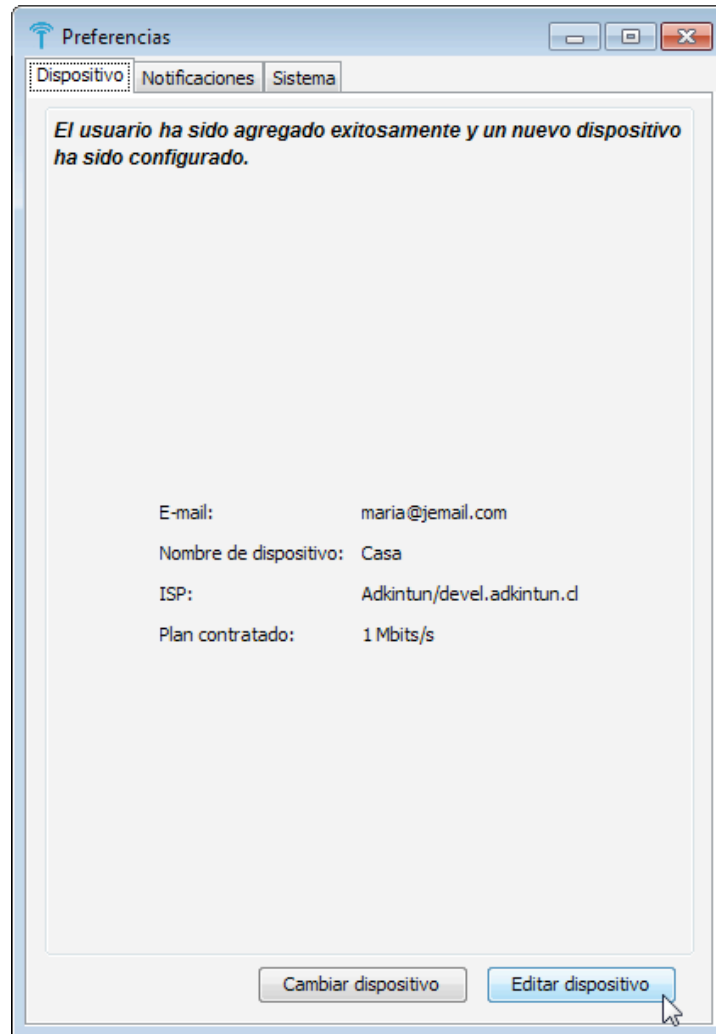 Preferencias
Dispositivo Notificaciones Sistema
El usuario ha sido agregado exitosamente y un nuevo dispositivo
ha sido configurado.
E-mail: maria@jemail.com
Nombre de dispositivo: Casa
ISP: Adkintun/devel.adkintun.cl
Plan contratado: 1 Mbits/s
Cambiar dispositivo Editar dispositivo